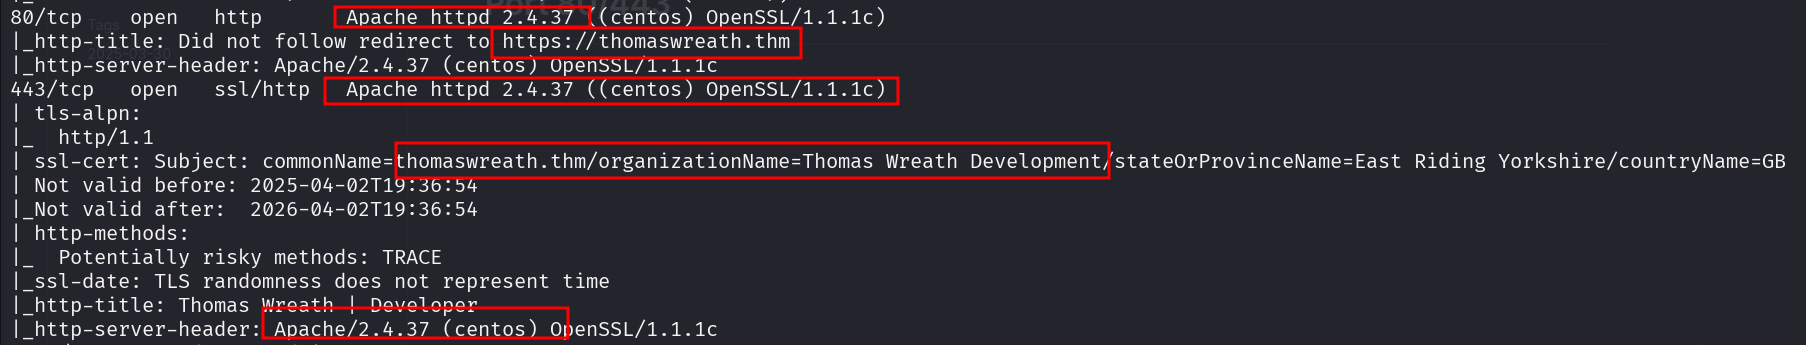 Port 80/443
Tags
80/tcp   open   http       Apache httpd 2.4.37 ((centos) OpenSSL/1.1.1c)
|_http-title: Did not follow redirect to https://thomaswreath.thm
|_http-server-header: Apache/2.4.37 (centos) OpenSSL/1.1.1c
443/tcp   open   ssl/http   Apache httpd 2.4.37 ((centos) OpenSSL/1.1.1c)
| tls-alpn:
|_  http/1.1
| ssl-cert: Subject: commonName=thomaswreath.thm/organizationName=Thomas Wreath Development/stateOrProvinceName=East Riding Yorkshire/countryName=GB
| Not valid before: 2025-04-02T19:36:54
|_Not valid after:  2026-04-02T19:36:54
| http-methods:
|_  Potentially risky methods: TRACE
|_ssl-date: TLS randomness does not represent time
|_http-title: Thomas Wreath | Developer
|_http-server-header: Apache/2.4.37 (centos) OpenSSL/1.1.1c